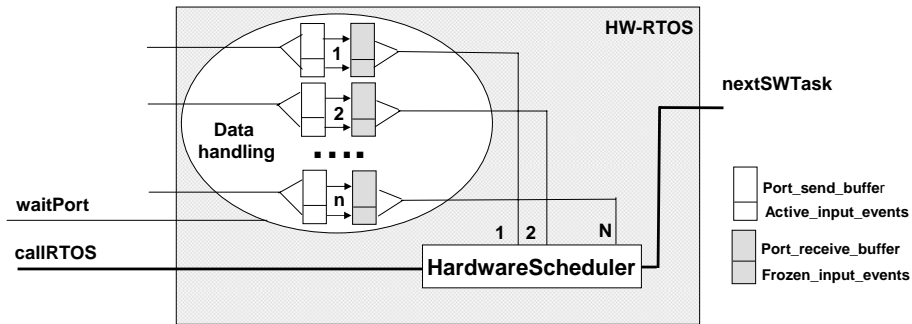 HW-RTOS
1
nextSWTask
2
Data
handling
....
n
Port_send_buffer
Active_input_events
waitPort
callRTOS
1 2 N
HardwareScheduler
Port_receive_buffer
Frozen_input_events